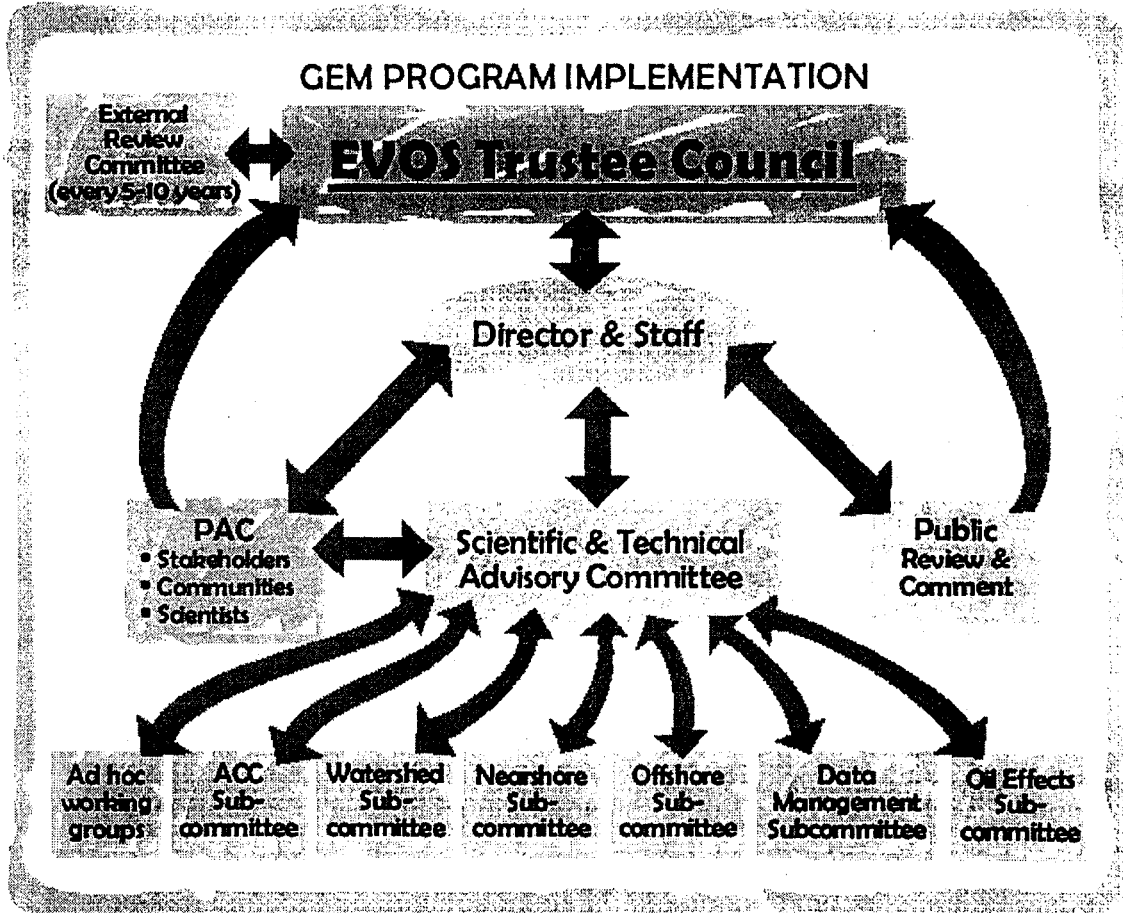 GEM PROGRAM IMPLEMENTATION
External
Review
Committee
(every 5-10 years)
EVOS Trustee Council
Director & Staff
PAC
• Stakeholders
• Communities
• Scientists
Scientific & Technical
Advisory Committee
Public
Review &
Comment
Ad hoc
working
groups
ACC
Sub-
committee
Watershed
Sub-
committee
Nearshore
Sub-
committee
Offshore
Sub-
committee
Data
Management
Subcommittee
Oil Effects
Sub-
committee